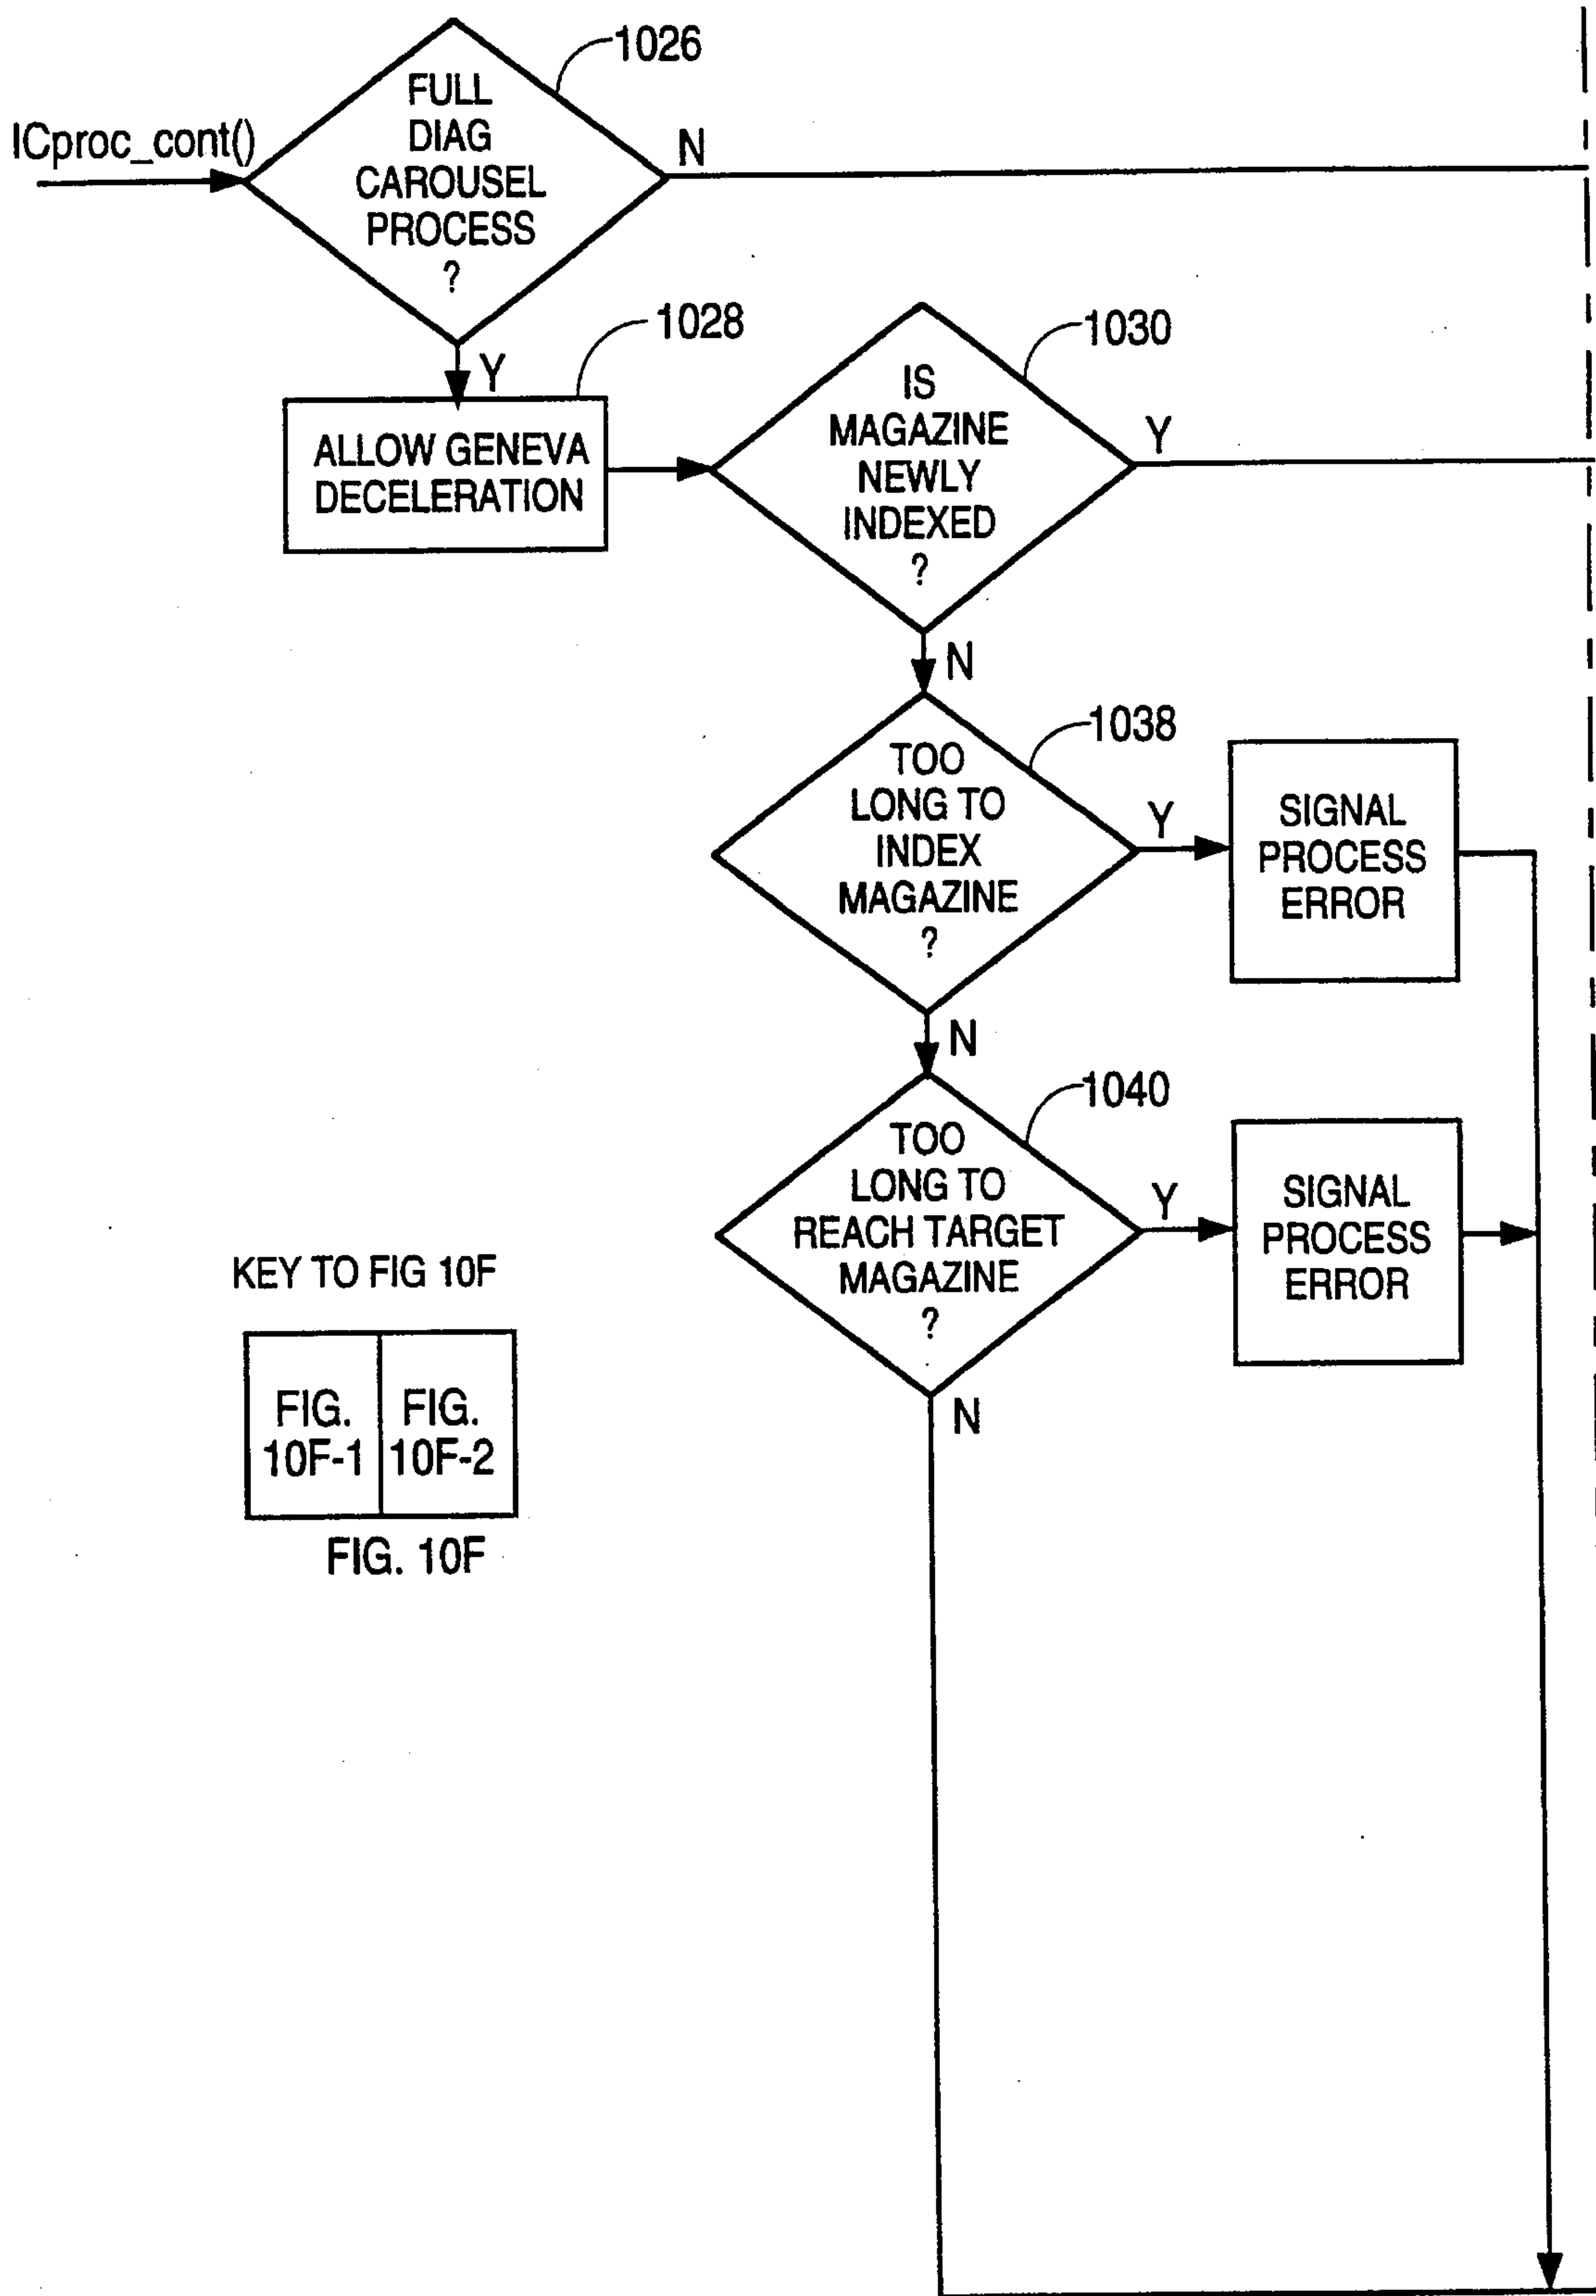 1026
FULL
DIAG
CAROUSEL
PROCESS
?
ICproc_cont()
N
Y
1028
ALLOW GENEVA
DECELERATION
1030
IS
MAGAZINE
NEWLY
INDEXED
?
Y
N
1038
TOO
LONG TO
INDEX
MAGAZINE
?
Y
SIGNAL
PROCESS
ERROR
N
1040
TOO
LONG TO
REACH TARGET
MAGAZINE
?
Y
SIGNAL
PROCESS
ERROR
N
KEY TO FIG 10F
FIG.
10F-1
FIG.
10F-2
FIG. 10F